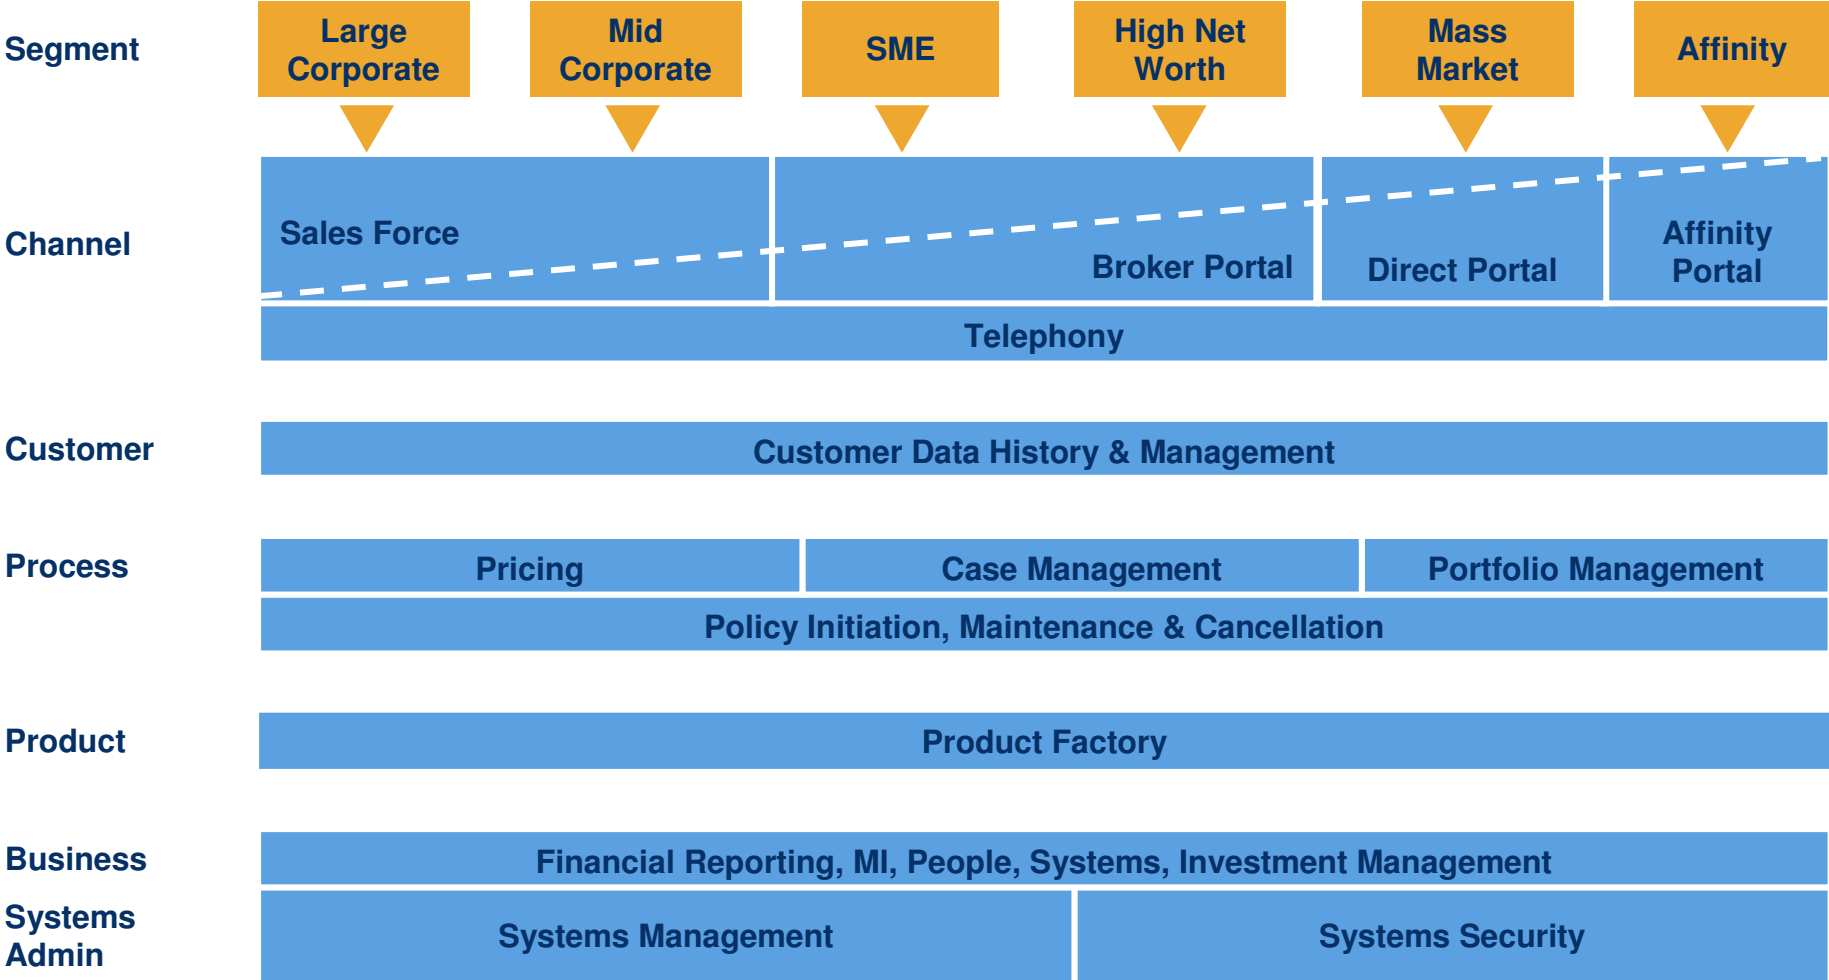 Segment
Large
Corporate
Mid
Corporate
SME
High Net
Worth
Mass
Market
Affinity
Channel
Sales Force
Broker Portal
Direct Portal
Affinity
Portal
Telephony
Customer
Customer Data History & Management
Process
Pricing
Case Management
Portfolio Management
Policy Initiation, Maintenance & Cancellation
Product
Product Factory
Business
Financial Reporting, MI, People, Systems, Investment Management
Systems
Admin
Systems Management
Systems Security